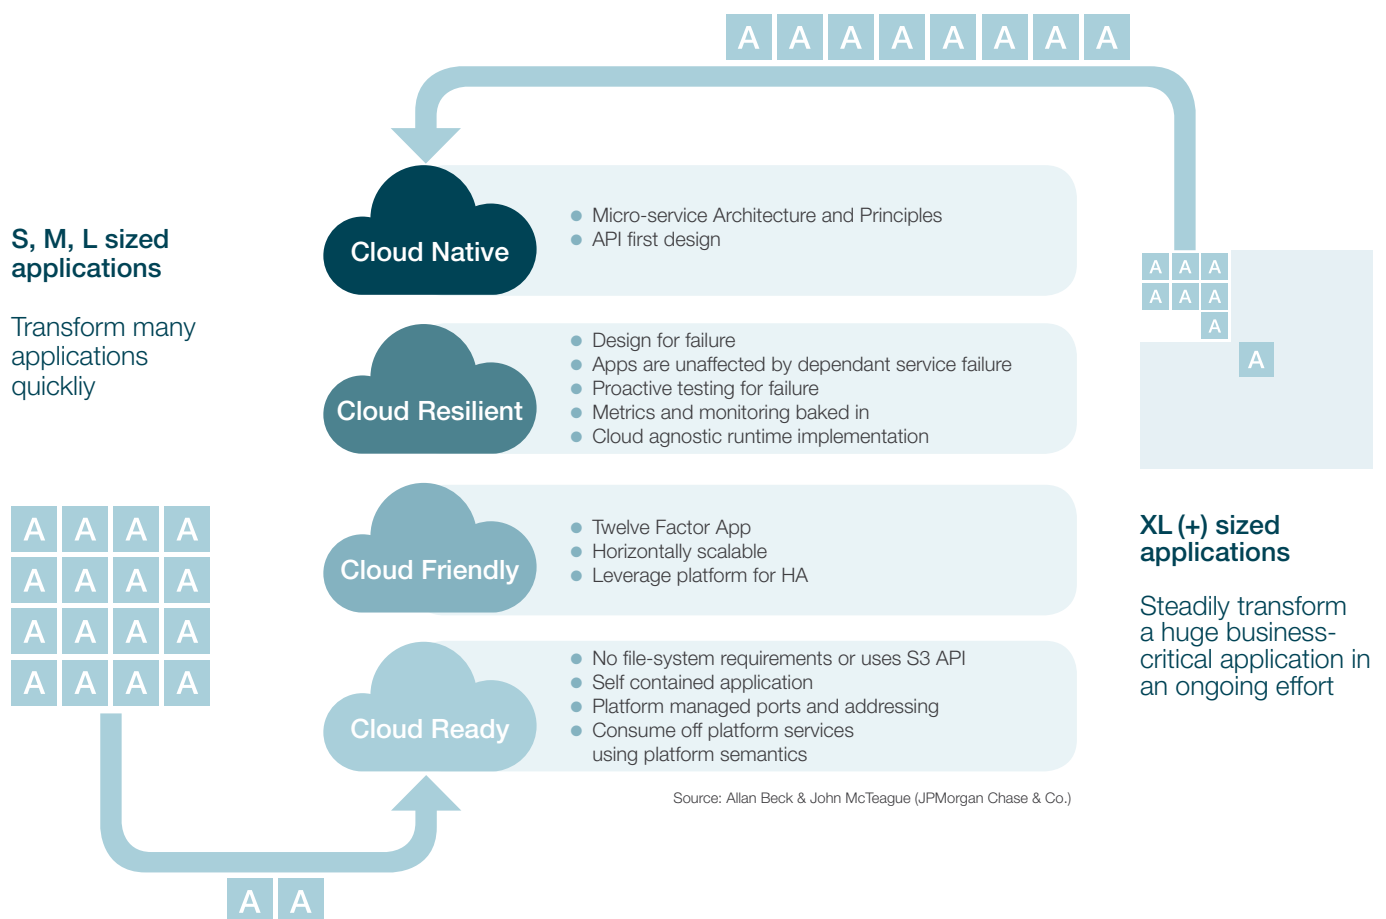 A A A A A A A A
S, M, L sized
applications
Transform many
applications
quickliy
A A A A
A A A A
A A A A
A A A A
A A
Cloud Native
Micro-service Architecture and Principles
API first design
Cloud Resilient
Design for failure
Apps are unaffected by dependant service failure
Proactive testing for failure
Metrics and monitoring baked in
Cloud agnostic runtime implementation
Cloud Friendly
Twelve Factor App
Horizontally scalable
Leverage platform for HA
Cloud Ready
No file-system requirements or uses S3 API
Self contained application
Platform managed ports and addressing
Consume off platform services
using platform semantics
Source: Allan Beck & John McTeague (JPMorgan Chase & Co.)
A A A
A A A
A
A
XL (+) sized
applications
Steadily transform
a huge business-
critical application in
an ongoing effort